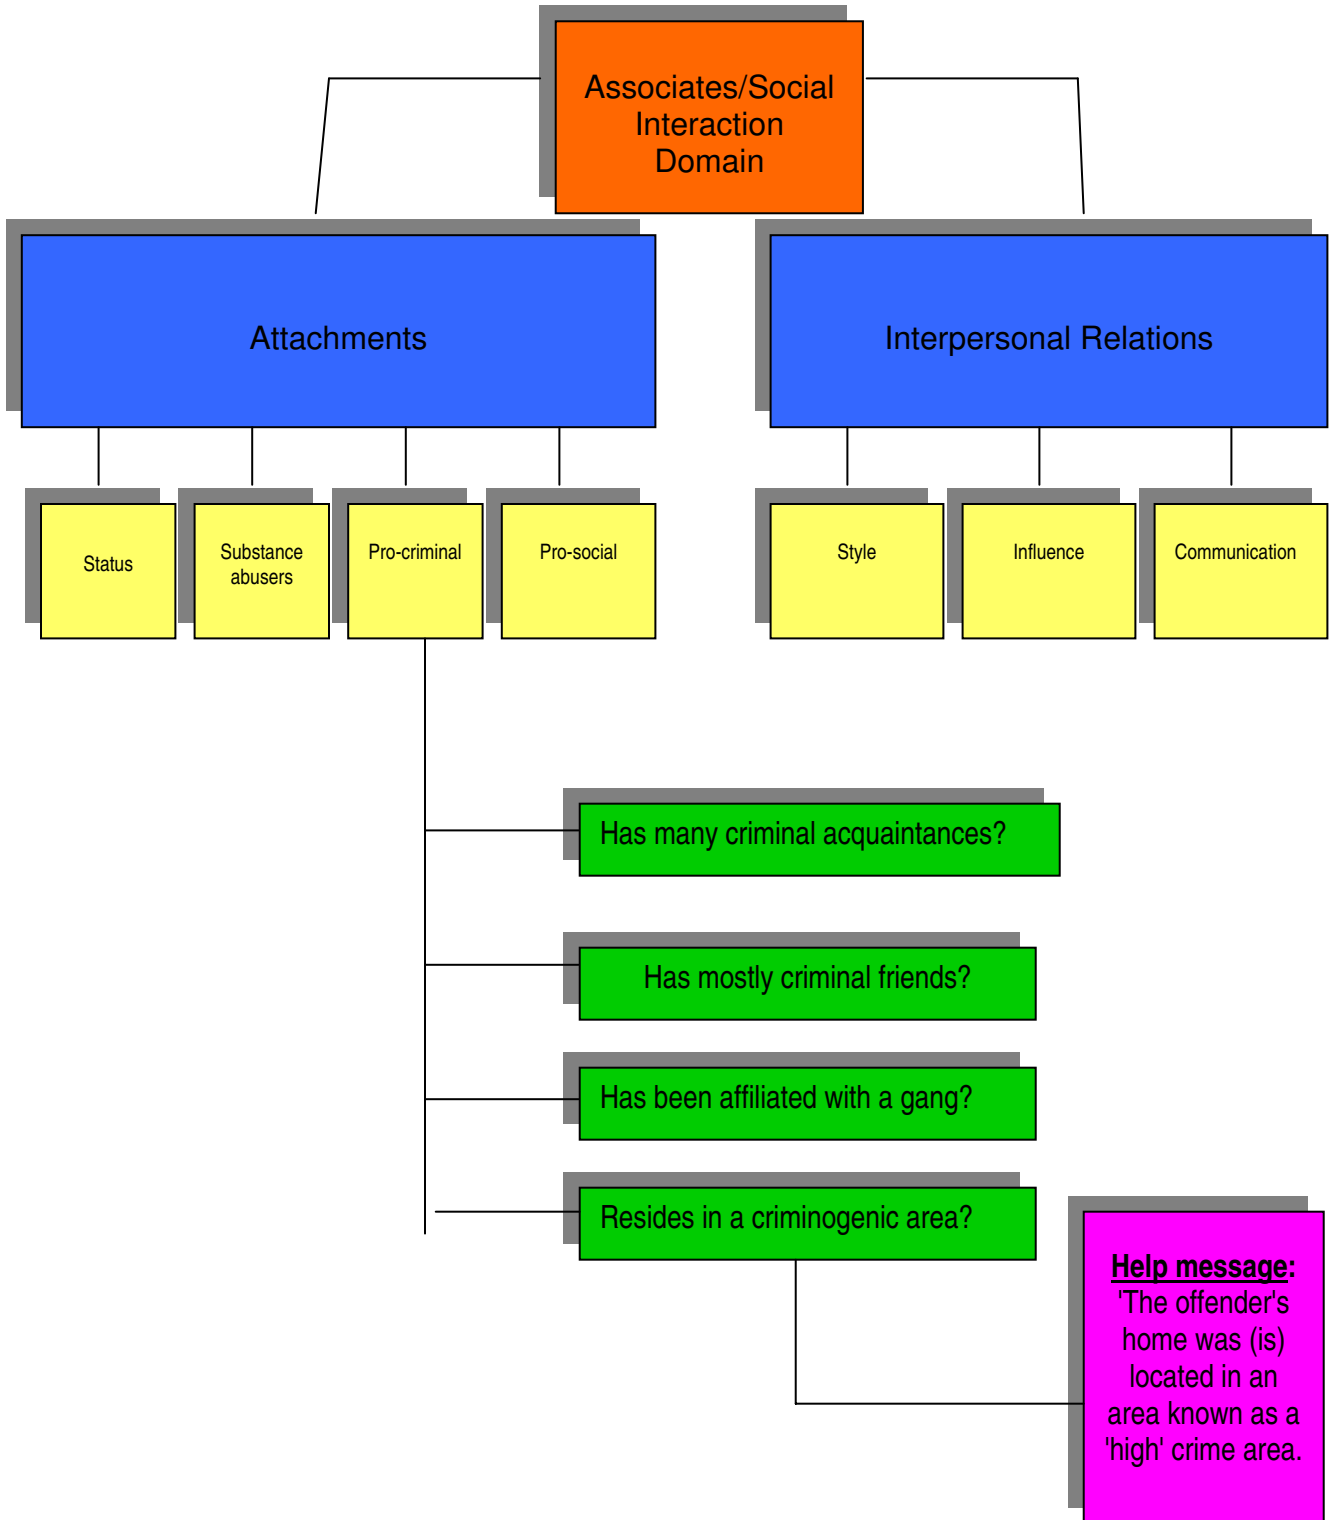 Associates/Social
Interaction
Domain
Attachments
Interpersonal Relations
Status
Substance
abusers
Pro-criminal
Pro-social
Style
Influence
Communication
Has many criminal acquaintances?
Has mostly criminal friends?
Has been affiliated with a gang?
Resides in a criminogenic area?
Help message:
'The offender's
home was (is)
located in an
area known as a
'high' crime area.